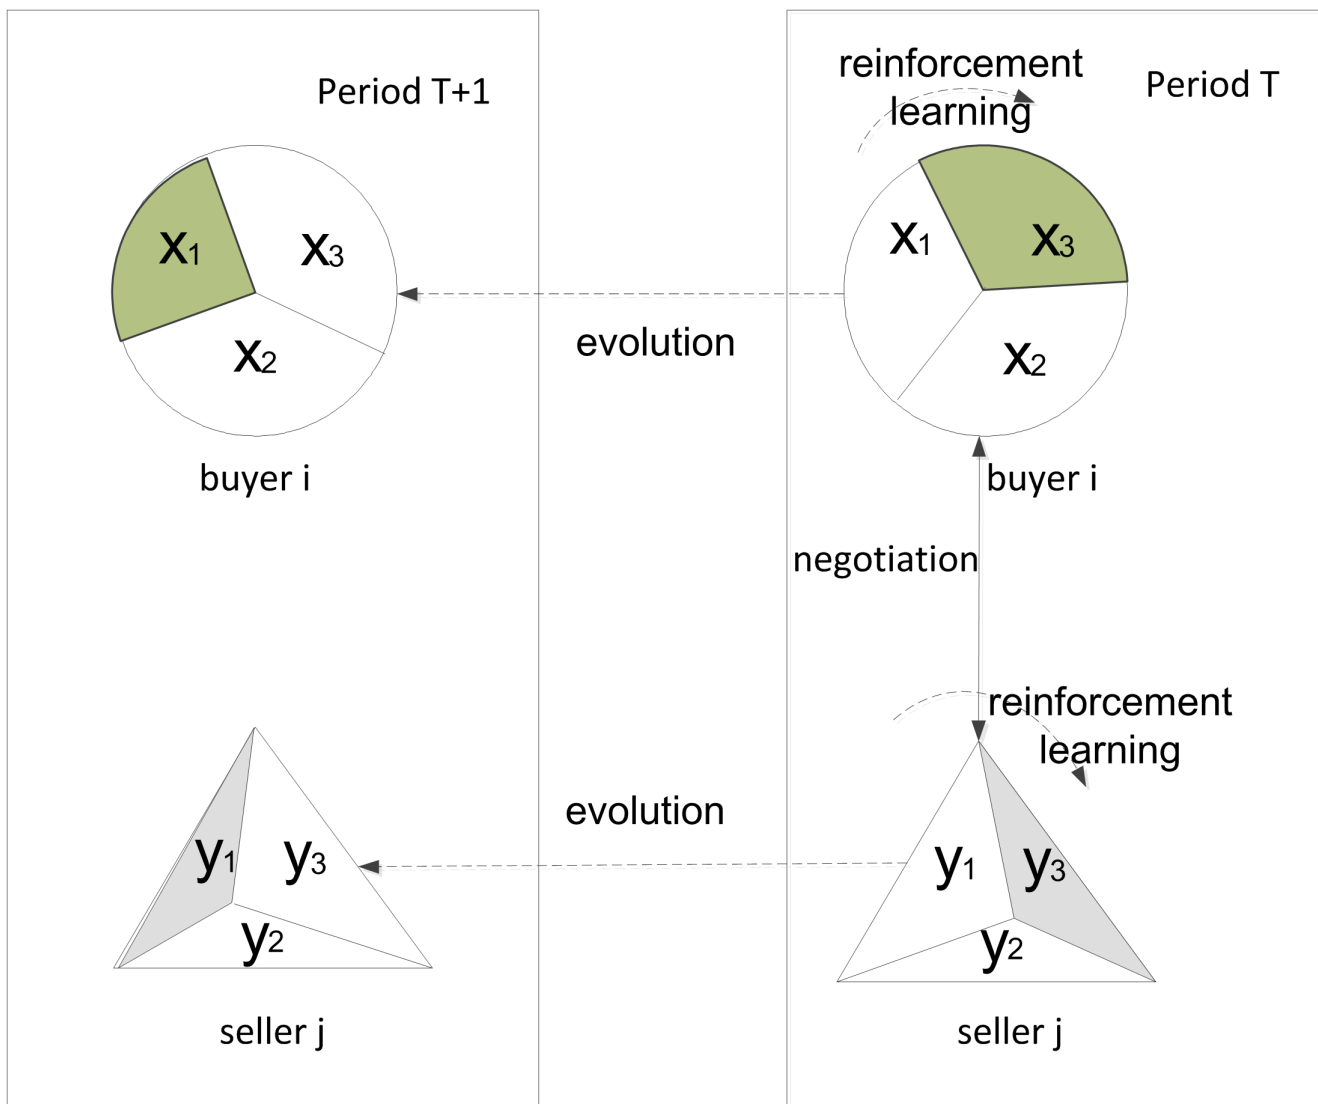 Period T+1
x1
x3
x2
buyer i
evolution
reinforcement
learning
Period T
x1
x3
x2
buyer i
negotiation
y1
y3
y2
seller j
evolution
reinforcement
learning
y1
y3
y2
seller j